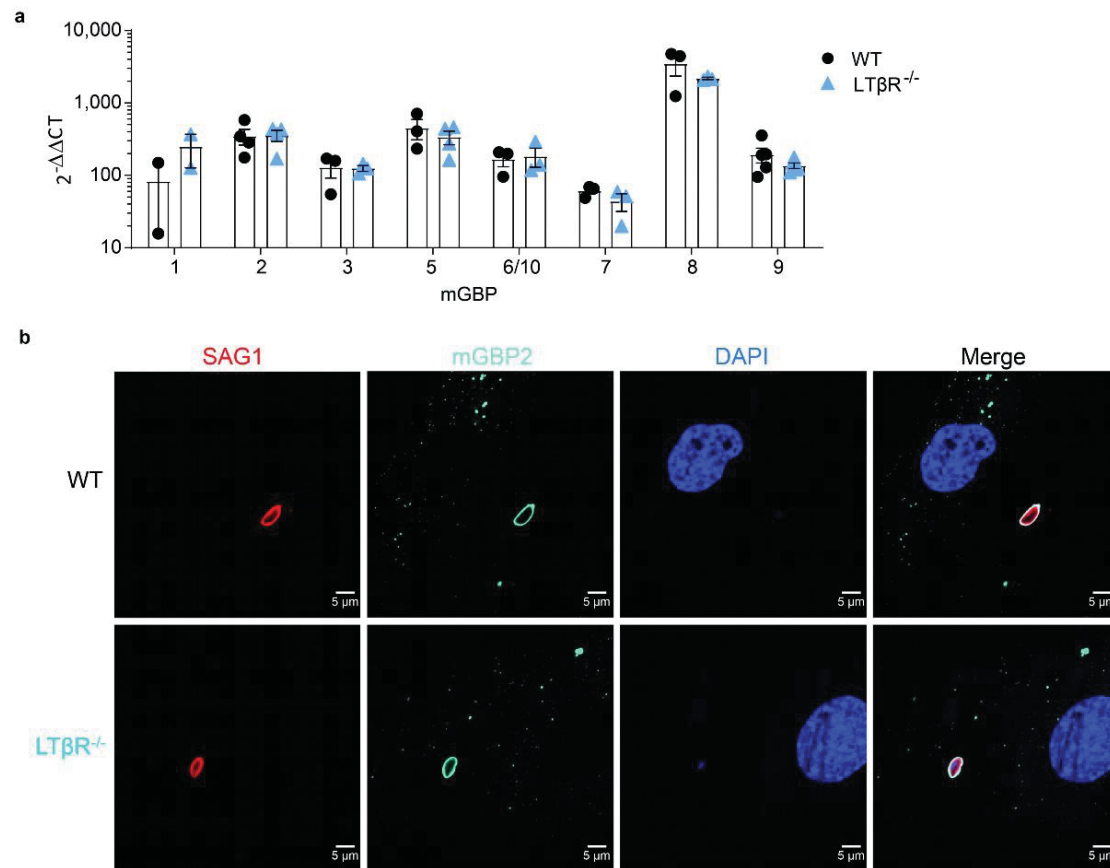 a
10,000
1,000
100
10
2^-ΔΔCT
WT
LTβR-/-
1 2 3 5 6/10 7 8 9
mGBP
b
SAG1 mGBP2 DAPI Merge
WT
5 µm 5 µm 5 µm 5 µm
LTβR-/-
5 µm 5 µm 5 µm 5 µm